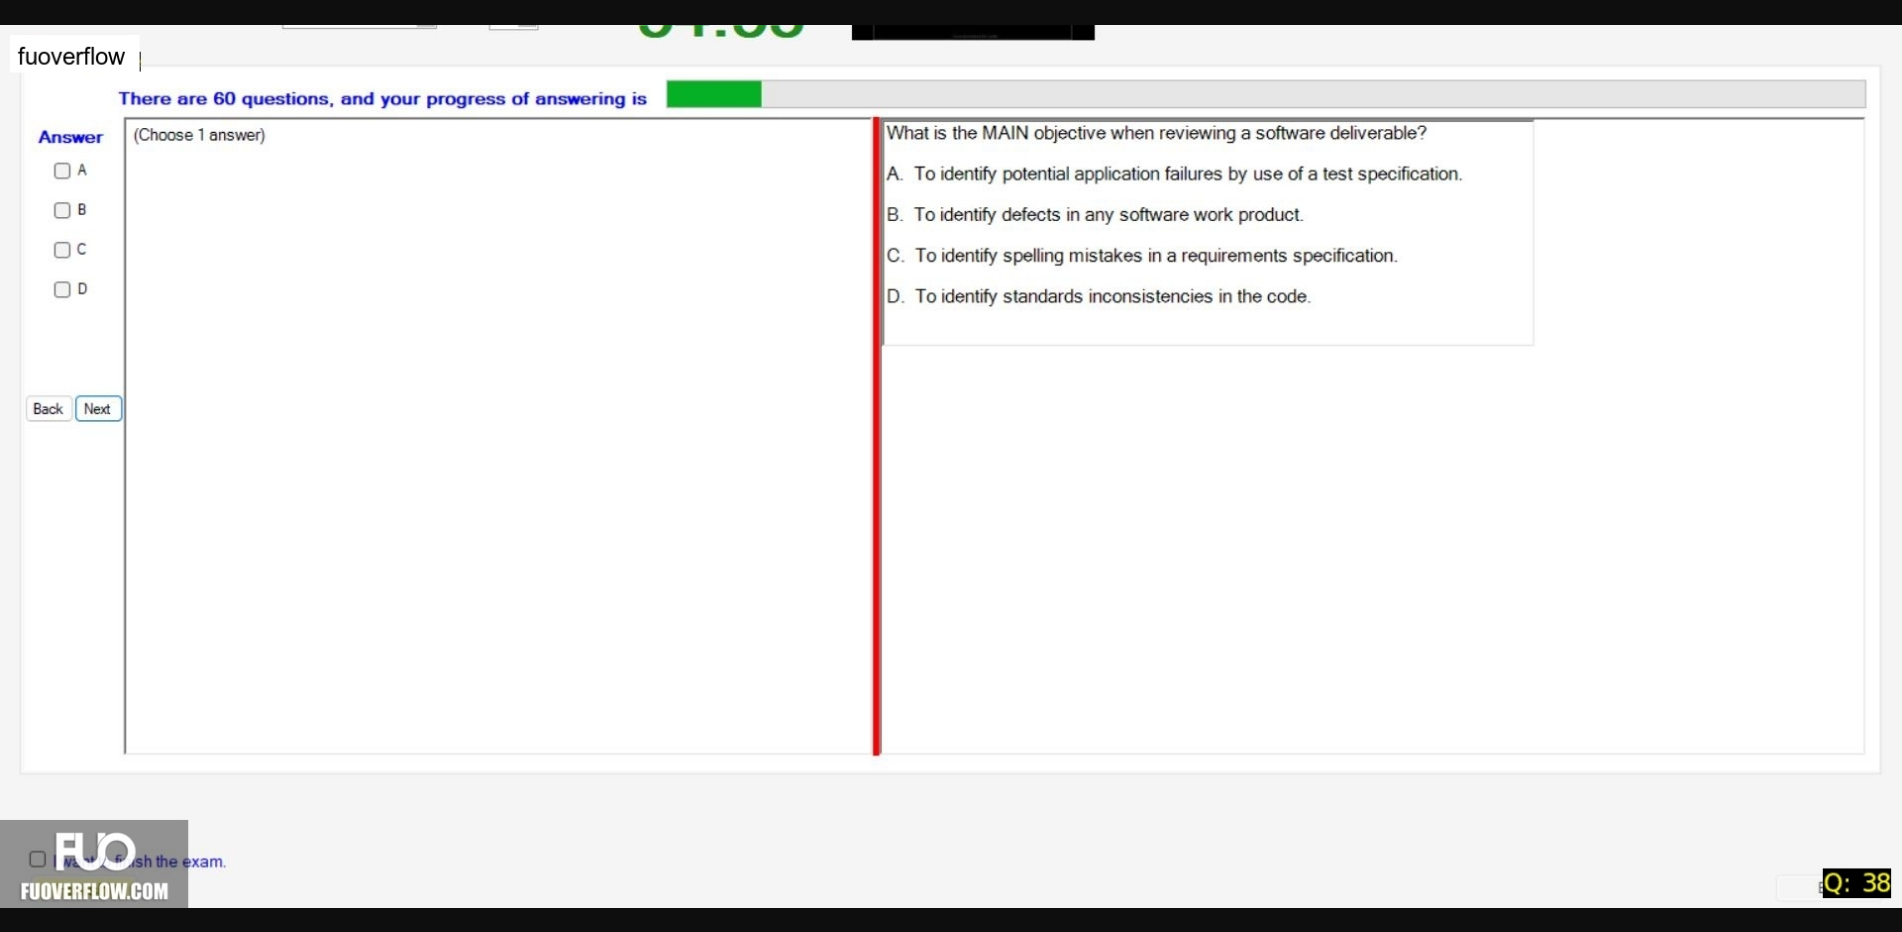 fuoverflow
There are 60 questions, and your progress of answering is
Answer
(Choose 1 answer)
A
B
C
D
Back Next
What is the MAIN objective when reviewing a software deliverable?
A. To identify potential application failures by use of a test specification.
B. To identify defects in any software work product.
C. To identify spelling mistakes in a requirements specification.
D. To identify standards inconsistencies in the code.
FUO
the exam.
FUOVERFLOW.COM
Q: 38